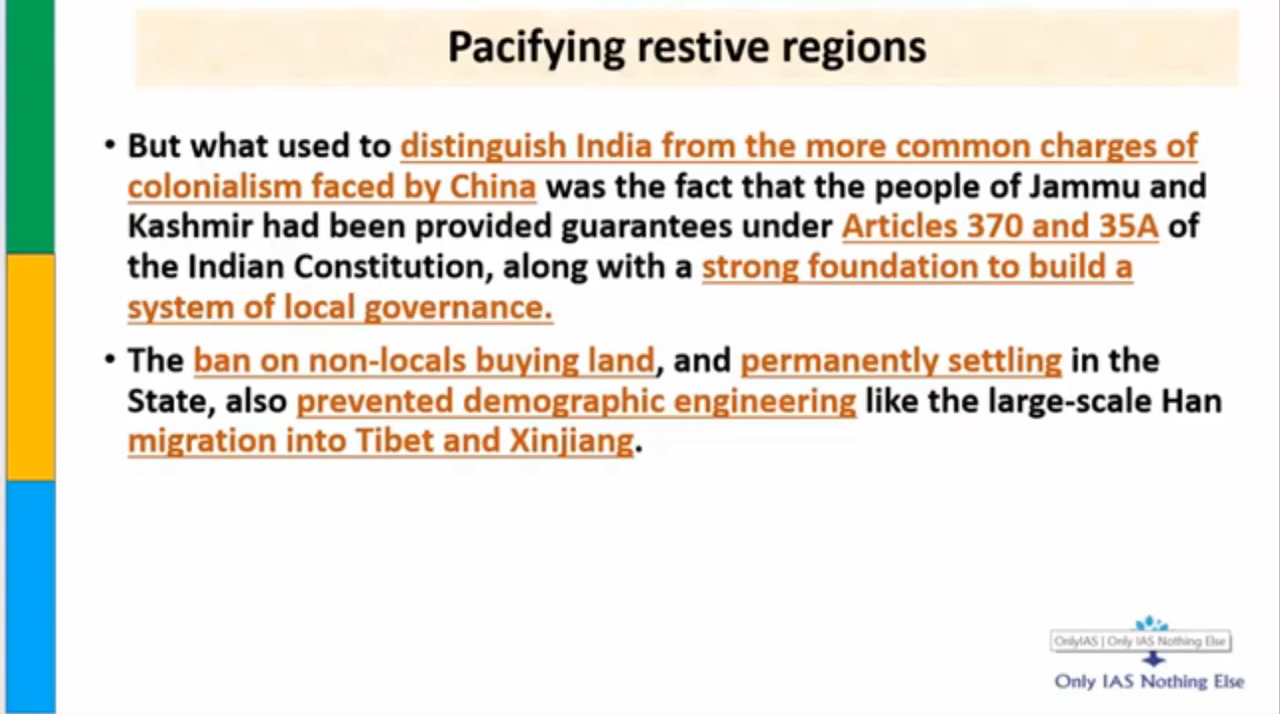 Pacifying restive regions
• But what used to distinguish India from the more common charges of
colonialism faced by China was the fact that the people of Jammu and
Kashmir had been provided guarantees under Articles 370 and 35A of
the Indian Constitution, along with a strong foundation to build a
system of local governance.
• The ban on non-locals buying land, and permanently settling in the
State, also prevented demographic engineering like the large-scale Han
migration into Tibet and Xinjiang.
OnlyIAS | Only IAS Nothing Else
Only IAS Nothing Else